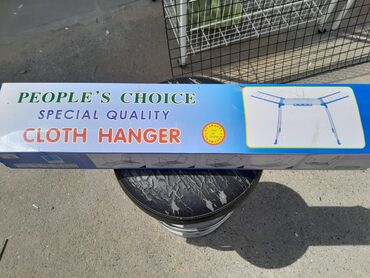 PEOPLE'S CHOICE
SPECIAL QUALITY
CLOTH HANGER